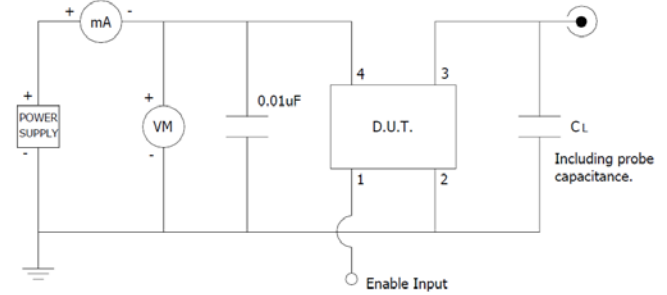 + mA -
+
POWER
SUPPLY
-
+
VM
-
0.01uF
4
3
D.U.T.
1
2
CL
Including probe
capacitance.
Enable Input